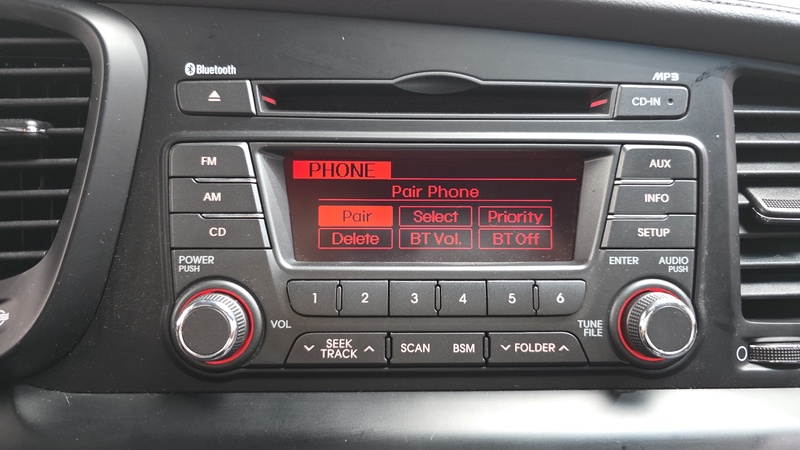 Bluetooth
MP3
CD-IN
FM
AM
CD
PHONE
Pair Phone
Pair Select Priority
Delete BT Vol. BT Off
AUX
INFO
SETUP
POWER
PUSH
ENTER
AUDIO
PUSH
1 2 3 4 5 6
VOL
TUNE
FILE
SEEK
TRACK
SCAN BSM
FOLDER